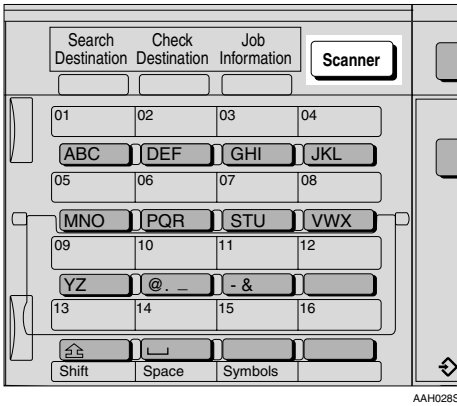 Search Destination Check Destination Job Information Scanner
01 02 03 04
ABC DEF GHI JKL
05 06 07 08
MNO PQR STU VWX
09 10 11 12
YZ @. _ - &
13 14 15 16
Shift Space Symbols
AAH028S